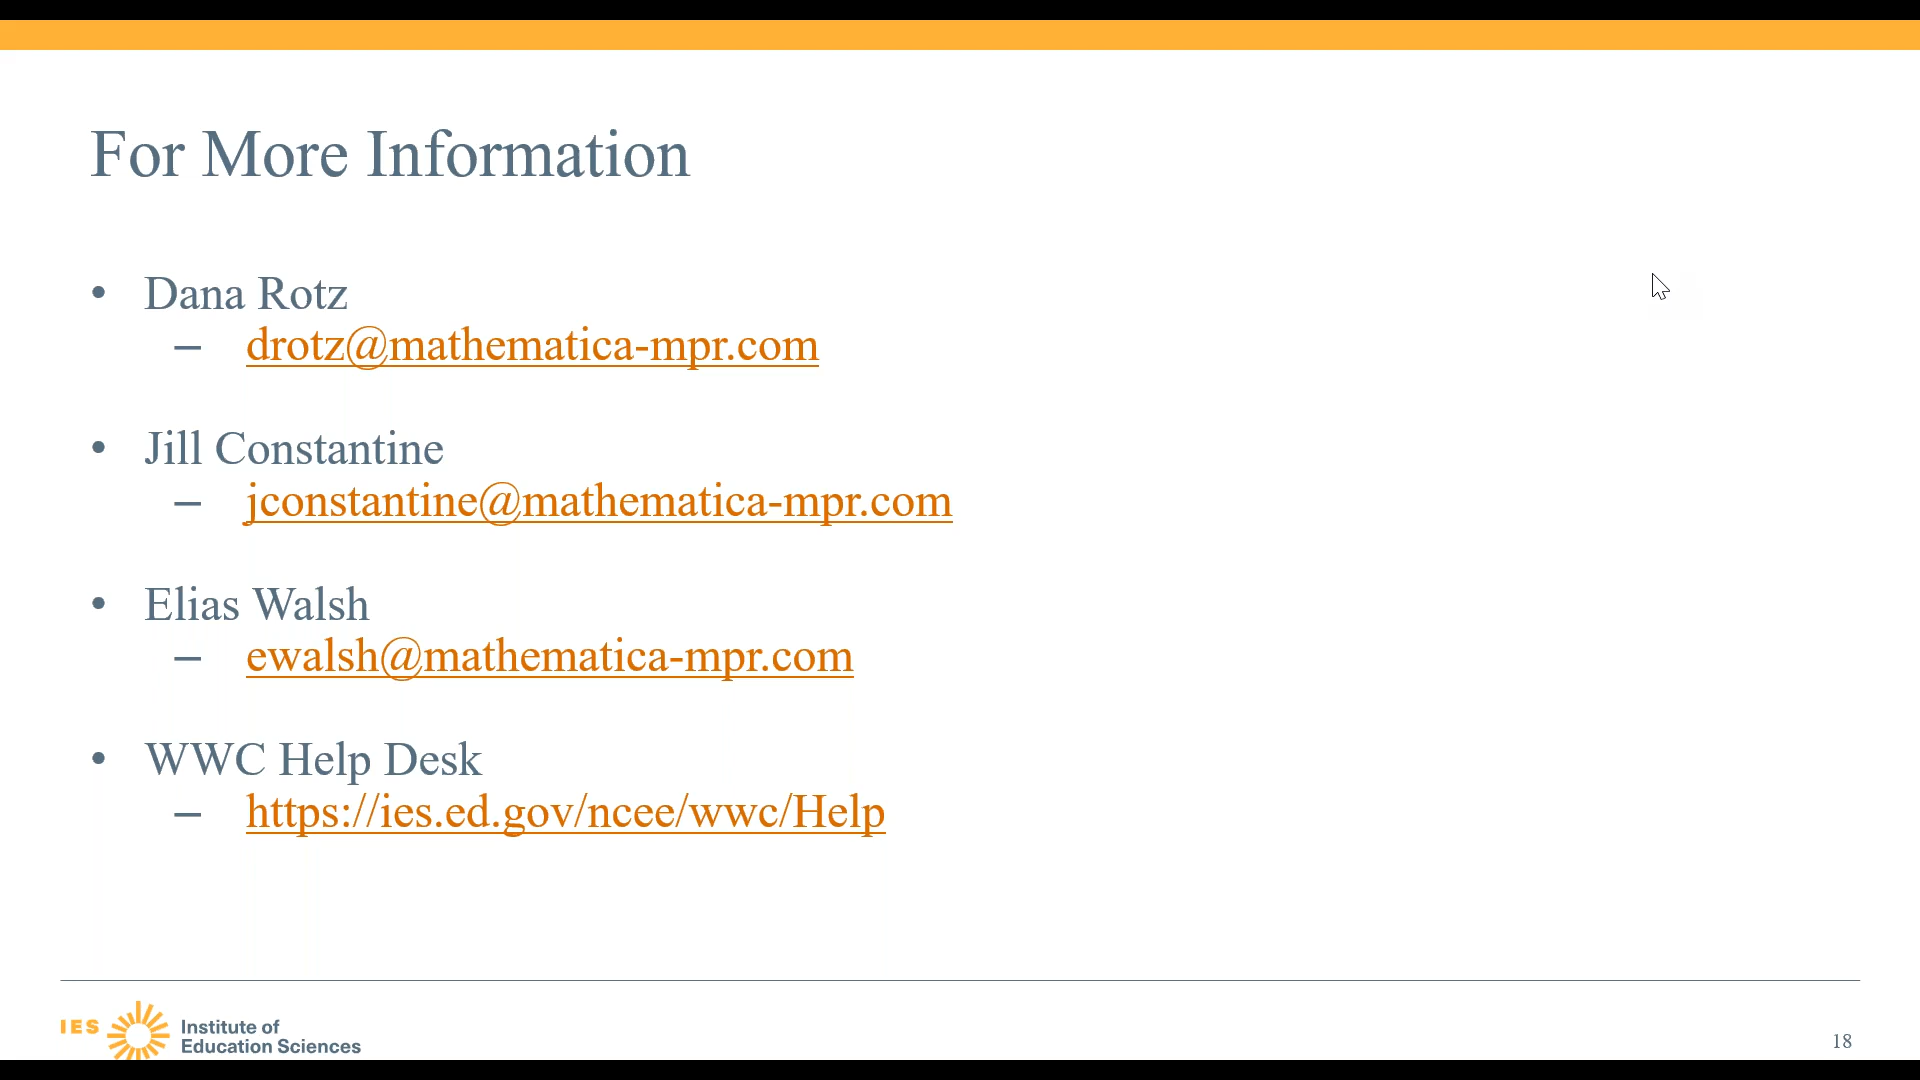 For More Information
• Dana Rotz
– drotz@mathematica-mpr.com
• Jill Constantine
– jconstantine@mathematica-mpr.com
• Elias Walsh
– ewalsh@mathematica-mpr.com
• WWC Help Desk
– https://ies.ed.gov/ncee/wwc/Help
IES
Institute of
Education Sciences
18